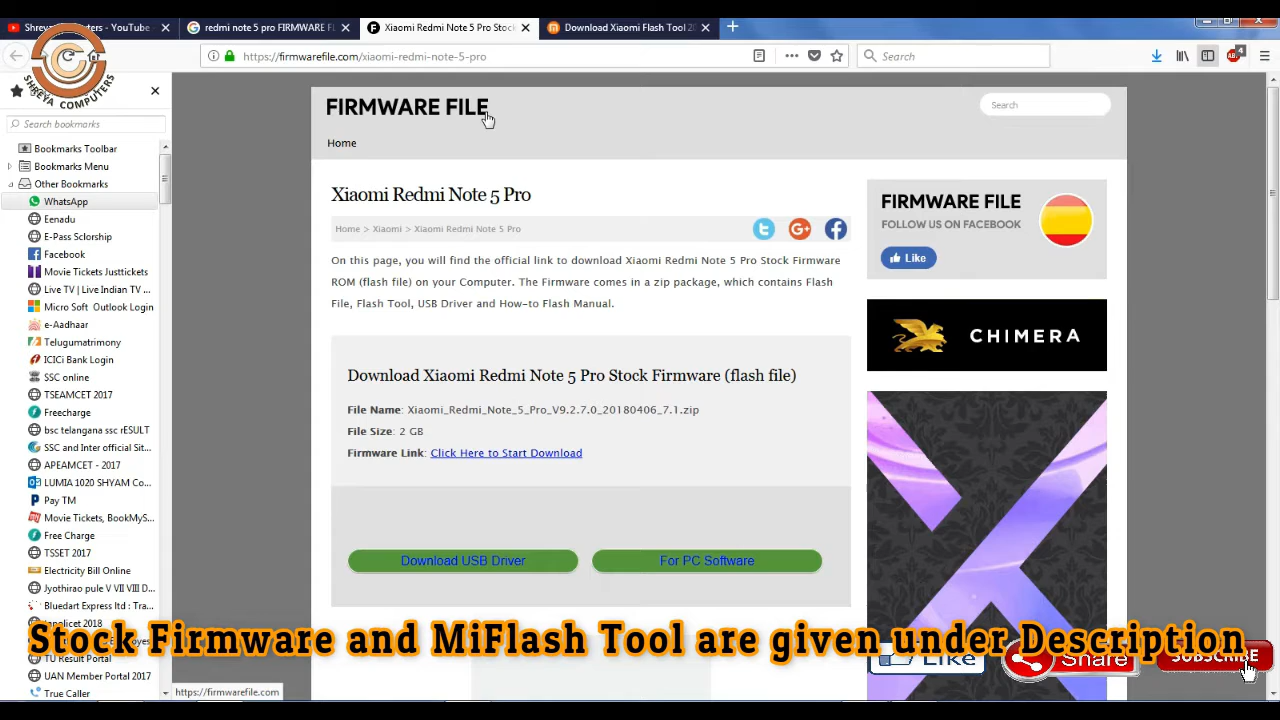 Shreya Computers - YouTube
redmi note 5 pro FIRMWARE FI
Xiaomi Redmi Note 5 Pro Stock
Download Xiaomi Flash Tool 20
https://firmwarefile.com/xiaomi-redmi-note-5-pro
Search
4
SHREYA COMPUTERS
Search bookmarks
Bookmarks Toolbar
Bookmarks Menu
Other Bookmarks
WhatsApp
Eenadu
E-Pass Sclorship
Facebook
Movie Tickets Justtickets
Live TV | Live Indian TV ...
Micro Soft Outlook Login
e-Aadhaar
Telugumatrimony
ICICi Bank Login
SSC online
TSEAMCET 2017
Freecharge
bsc telangana ssc rESULT
SSC and Inter official Sit...
APEAMCET - 2017
LUMIA 1020 SHYAM Co...
Pay TM
Movie Tickets, BookMyS...
Free Charge
TSSET 2017
Electricity Bill Online
Jyothirao pule V VII VIII D...
Bluedart Express ltd : Tra...
2018
TU Result Portal
UAN Member Portal 2017
True Caller
FIRMWARE FILE
Search
Home
Xiaomi Redmi Note 5 Pro
Home > Xiaomi > Xiaomi Redmi Note 5 Pro
On this page, you will find the official link to download Xiaomi Redmi Note 5 Pro Stock Firmware
ROM (flash file) on your Computer. The Firmware comes in a zip package, which contains Flash
File, Flash Tool, USB Driver and How-to Flash Manual.
Download Xiaomi Redmi Note 5 Pro Stock Firmware (flash file)
File Name: Xiaomi_Redmi_Note_5_Pro_V9.2.7.0_20180406_7.1.zip
File Size: 2 GB
Firmware Link: Click Here to Start Download
Download USB Driver
For PC Software
FIRMWARE FILE
FOLLOW US ON FACEBOOK
Like
CHIMERA
Stock Firmware and MiFlash Tool are given under Description
Like
Share
SUBSCRIBE
https://firmwarefile.com